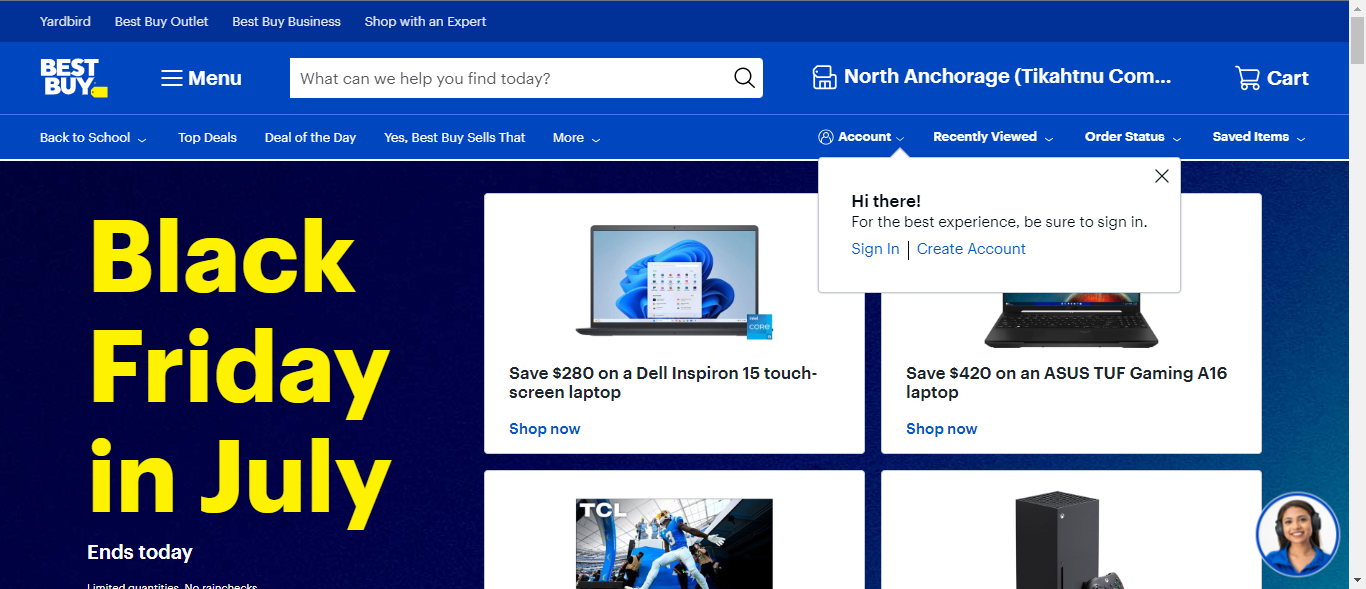 Yardbird Best Buy Outlet Best Buy Business Shop with an Expert
BEST
BUY
Menu
What can we help you find today?
North Anchorage (Tikahtnu Com...
Cart
Back to School Top Deals Deal of the Day Yes, Best Buy Sells That More
Account Recently Viewed Order Status Saved Items
Hi there!
For the best experience, be sure to sign in.
Sign In | Create Account
Black
Friday
in July
Ends today
Limited quantities. No rainchecks.
intel
CORE
i5
Save $280 on a Dell Inspiron 15 touch-
screen laptop
Shop now
Save $420 on an ASUS TUF Gaming A16
laptop
Shop now
TCL